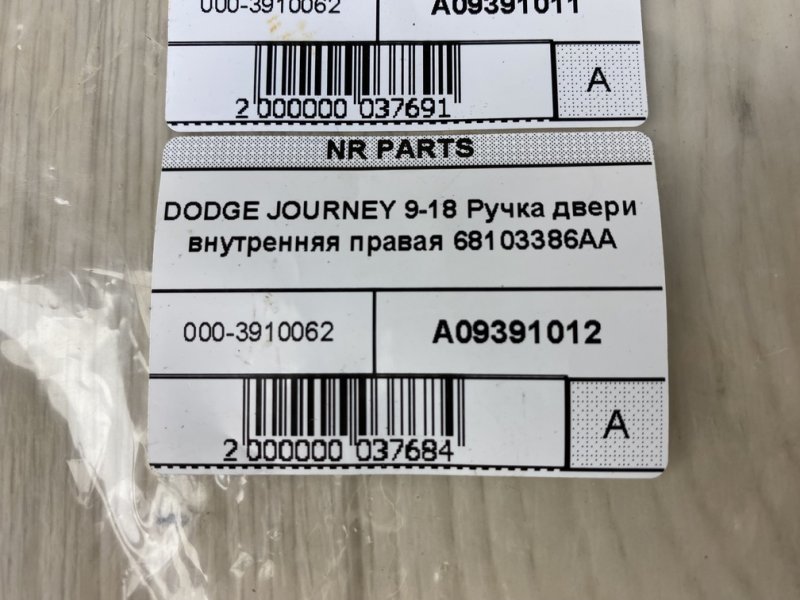 000-3910062 A09391011
A
2 000000 037691
NR PARTS
DODGE JOURNEY 9-18 Ручка двери
внутренняя правая 68103386AA
000-3910062 A09391012
A
2 000000 037684